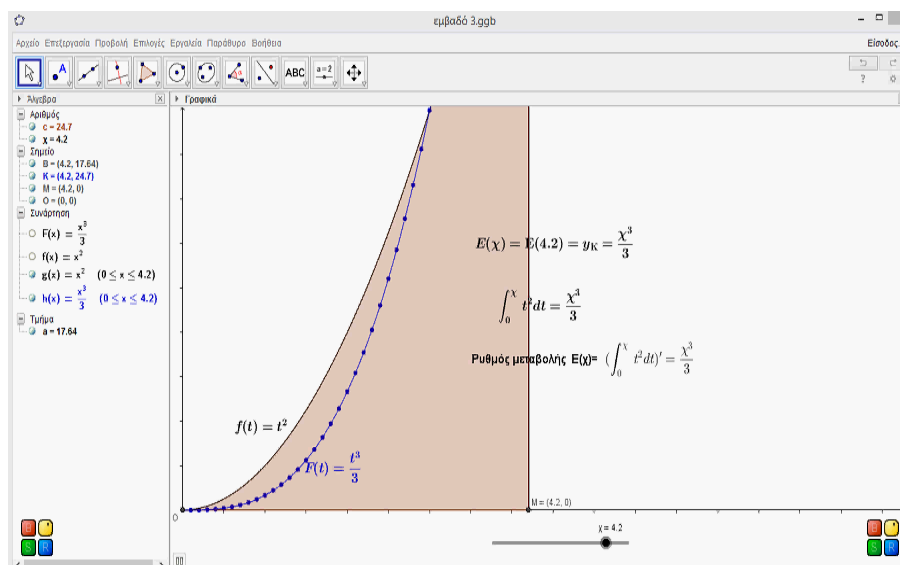 εμβαδό 3.ggb
Αρχείο Επεξεργασία Προβολή Επιλογές Εργαλεία Παράθυρο Βοήθεια
Είσοδος
A
α
ABC
a=2
?
Άλγεβρα
Γραφικά
Αριθμός
c = 24.7
χ = 4.2
Σημείο
B = (4.2, 17.64)
K = (4.2, 24.7)
M = (4.2, 0)
O = (0, 0)
Συνάρτηση
F(x) = x³/3
f(x) = x²
g(x) = x² (0 ≤ x ≤ 4.2)
h(x) = x³/3 (0 ≤ x ≤ 4.2)
Τμήμα
a = 17.64
E(χ) = E(4.2) = y_K = χ³/3
∫₀^χ t²dt = χ³/3
Ρυθμός μεταβολής E(χ)= (∫₀^χ t²dt)′ = χ³/3
f(t) = t²
F(t) = t³/3
M = (4.2, 0)
O
χ = 4.2
S R
S R